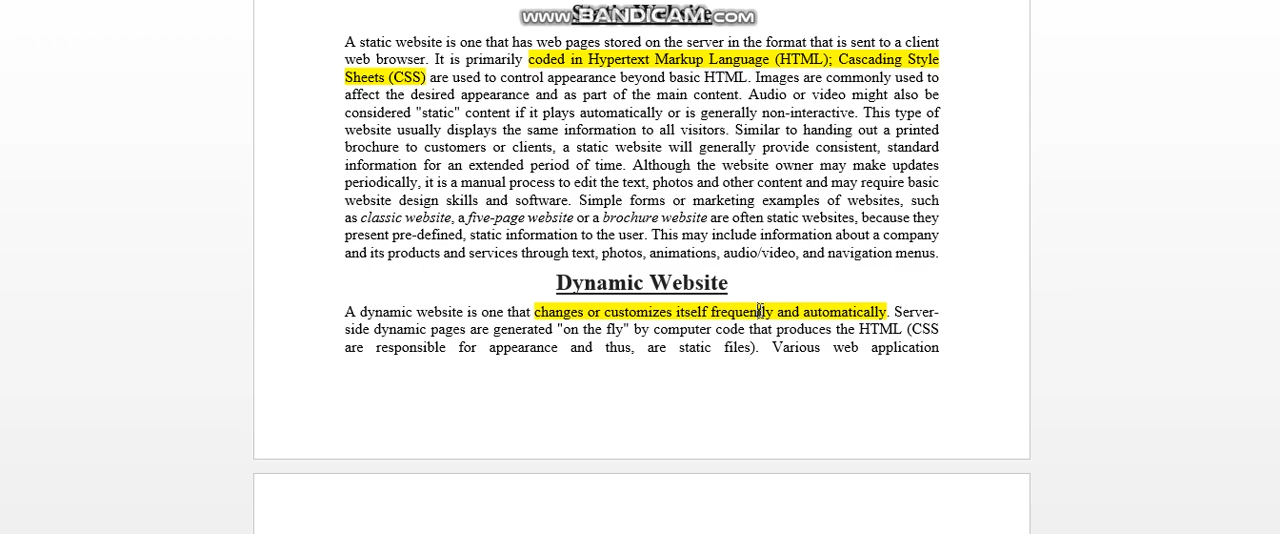 www.BANDICAM.com
Static Website
A static website is one that has web pages stored on the server in the format that is sent to a client
web browser. It is primarily coded in Hypertext Markup Language (HTML); Cascading Style
Sheets (CSS) are used to control appearance beyond basic HTML. Images are commonly used to
affect the desired appearance and as part of the main content. Audio or video might also be
considered "static" content if it plays automatically or is generally non-interactive. This type of
website usually displays the same information to all visitors. Similar to handing out a printed
brochure to customers or clients, a static website will generally provide consistent, standard
information for an extended period of time. Although the website owner may make updates
periodically, it is a manual process to edit the text, photos and other content and may require basic
website design skills and software. Simple forms or marketing examples of websites, such
as classic website, a five-page website or a brochure website are often static websites, because they
present pre-defined, static information to the user. This may include information about a company
and its products and services through text, photos, animations, audio/video, and navigation menus.
Dynamic Website
A dynamic website is one that changes or customizes itself frequently and automatically. Server-
side dynamic pages are generated "on the fly" by computer code that produces the HTML (CSS
are responsible for appearance and thus, are static files). Various web application